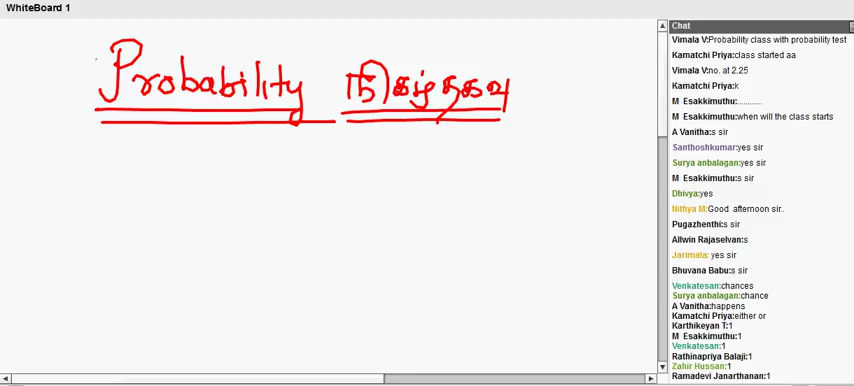 WhiteBoard 1
Probability நிகழ்தகவு
Chat
Vimala V:Probability class with probability test
Kamatchi Priya:class started aa
Vimala V:no. at 2.25
Kamatchi Priya:k
M Esakkimuthu:...........
M Esakkimuthu:when will the class starts
A Vanitha:s sir
Santhoshkumar:yes sir
Surya anbalagan:yes sir
M Esakkimuthu:s sir
Dhivya:yes
Nithya M:Good afternoon sir..
Pugazhenthi:s sir
Allwin Rajaselvan:s
Jarimala: yes sir
Bhuvana Babu:s sir
Venkatesan:chances
Surya anbalagan:chance
A Vanitha:happens
Kamatchi Priya:either or
Karthikeyan T:1
M Esakkimuthu:1
Venkatesan:1
Rathinapriya Balaji:1
Zahir Hussan:1
Ramadevi Janarthanan:1